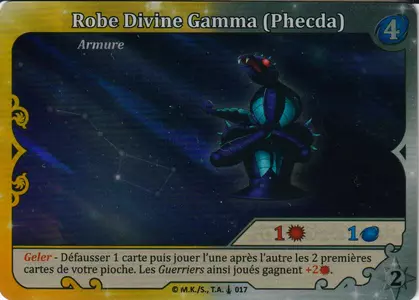 Robe Divine Gamma (Phecda)
4
Armure
1 1
Geler - Défausser 1 carte puis jouer l'une après l'autre les 2 premières
cartes de votre pioche. Les Guerriers ainsi joués gagnent +2
2
© M.K./S., T.A. 017